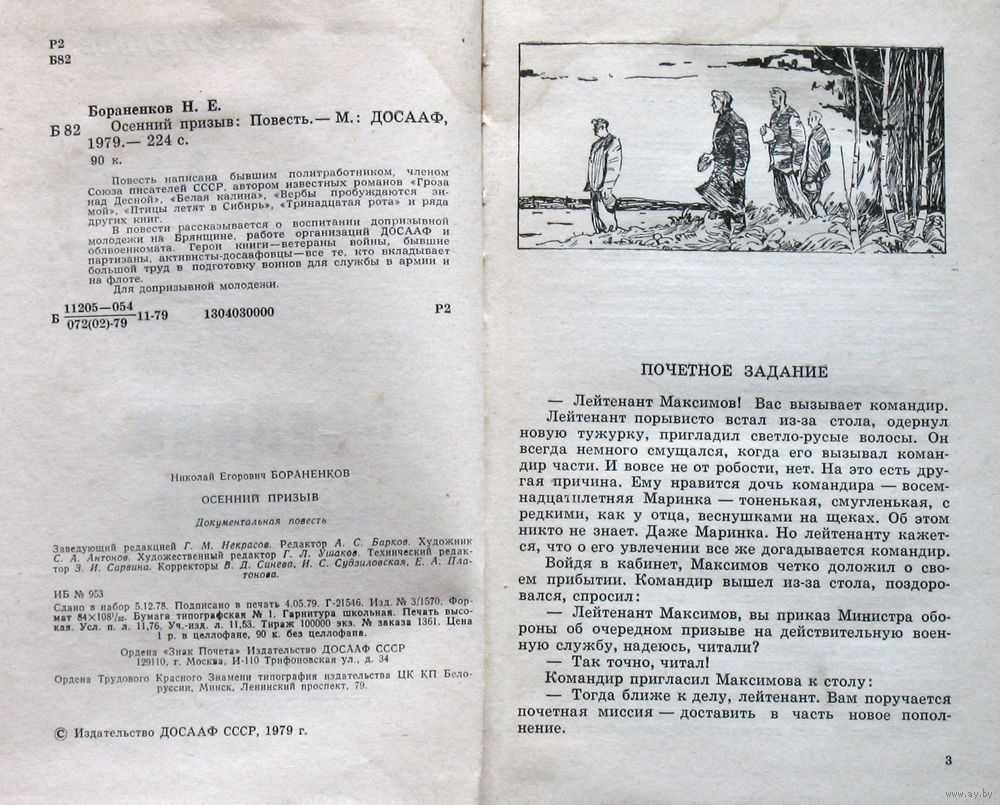 Р2
Б82
Бораненков Н. Е.
Б 82 Осенний призыв: Повесть.— М.: ДОСААФ,
1979.— 224 с.
90 к.
Повесть написана бывшим политработником, членом
Союза писателей СССР, автором известных романов «Гроза
над Десной», «Белая калина», «Вербы пробуждаются зи-
мой», «Птицы летят в Сибирь», «Тринадцатая рота» и ряда
других книг.
В повести рассказывается о воспитании допризывной
молодежи на Брянщине, работе организаций ДОСААФ и
облвоенкомата. Герои книги—ветераны войны, бывшие
партизаны, активисты-досаафовцы—все те, кто вкладывает
большой труд в подготовку воинов для службы в армии и
на флоте.
Для допризывной молодежи.
Б 11205—054
072(02)-79 -11-79 1304030000 Р2
Николай Егорович БОРАНЕНКОВ
ОСЕННИЙ ПРИЗЫВ
Документальная повесть
Заведующий редакцией Г. М. Некрасов. Редактор А. С. Барков. Художник
С. А. Антонов. Художественный редактор Г. Л. Ушаков. Технический редак-
тор З. И. Сорвина. Корректоры В. Д. Синева, И. С. Судзиловская, Е. А. Пла-
тонова.
ИБ № 953
Сдано в набор 5.12.78. Подписано в печать 4.05.79. Г-21546. Изд. № 3/1570. Фор-
мат 84×108¹/₃₂. Бумага типографская № 1. Гарнитура школьная. Печать высо-
кая. Усл. п. л. 11,76. Уч.-изд. л. 11,53. Тираж 100000 экз. № заказа 1361. Цена
1 р. в целлофане, 90 к. без целлофана.
Ордена «Знак Почета» Издательство ДОСААФ СССР
129110, г. Москва, И-110 Трифоновская ул., д. 34
Ордена Трудового Красного Знамени типография издательства ЦК КП Бело-
руссии, Минск, Ленинский проспект, 79.
© Издательство ДОСААФ СССР, 1979 г.
ПОЧЕТНОЕ ЗАДАНИЕ
— Лейтенант Максимов! Вас вызывает командир.
Лейтенант порывисто встал из-за стола, одернул
новую тужурку, пригладил светло-русые волосы. Он
всегда немного смущался, когда его вызывал коман-
дир части. И вовсе не от робости, нет. На это есть дру-
гая причина. Ему нравится дочь командира — восем-
надцатилетняя Маринка — тоненькая, смугленькая, с
редкими, как у отца, веснушками на щеках. Об этом
никто не знает. Даже Маринка. Но лейтенанту кажет-
ся, что о его увлечении все же догадывается командир.
Войдя в кабинет, Максимов четко доложил о сво-
ем прибытии. Командир вышел из-за стола, поздоро-
вался, спросил:
— Лейтенант Максимов, вы приказ Министра обо-
роны об очередном призыве на действительную воен-
ную службу, надеюсь, читали?
— Так точно, читал!
Командир пригласил Максимова к столу:
— Тогда ближе к делу, лейтенант. Вам поручается
почетная миссия — доставить в часть новое попол-
нение.
3
www.ay.by